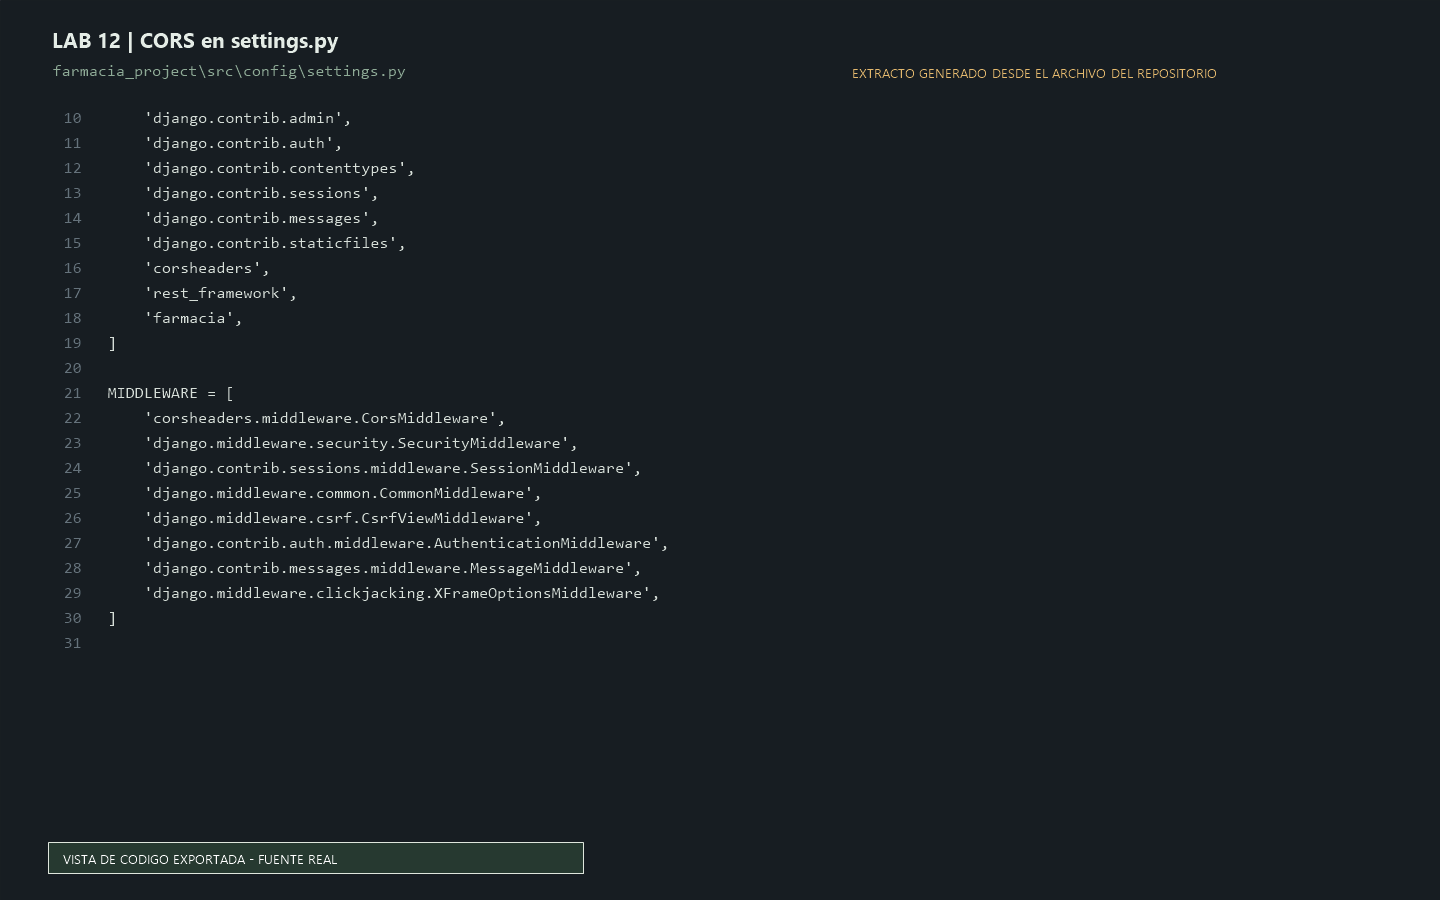 LAB 12 | CORS en settings.py
farmacia_project\src\config\settings.py
EXTRACTO GENERADO DESDE EL ARCHIVO DEL REPOSITORIO
10    'django.contrib.admin',
11    'django.contrib.auth',
12    'django.contrib.contenttypes',
13    'django.contrib.sessions',
14    'django.contrib.messages',
15    'django.contrib.staticfiles',
16    'corsheaders',
17    'rest_framework',
18    'farmacia',
19 ]
20
21 MIDDLEWARE = [
22    'corsheaders.middleware.CorsMiddleware',
23    'django.middleware.security.SecurityMiddleware',
24    'django.contrib.sessions.middleware.SessionMiddleware',
25    'django.middleware.common.CommonMiddleware',
26    'django.middleware.csrf.CsrfViewMiddleware',
27    'django.contrib.auth.middleware.AuthenticationMiddleware',
28    'django.contrib.messages.middleware.MessageMiddleware',
29    'django.middleware.clickjacking.XFrameOptionsMiddleware',
30 ]
31
VISTA DE CODIGO EXPORTADA - FUENTE REAL